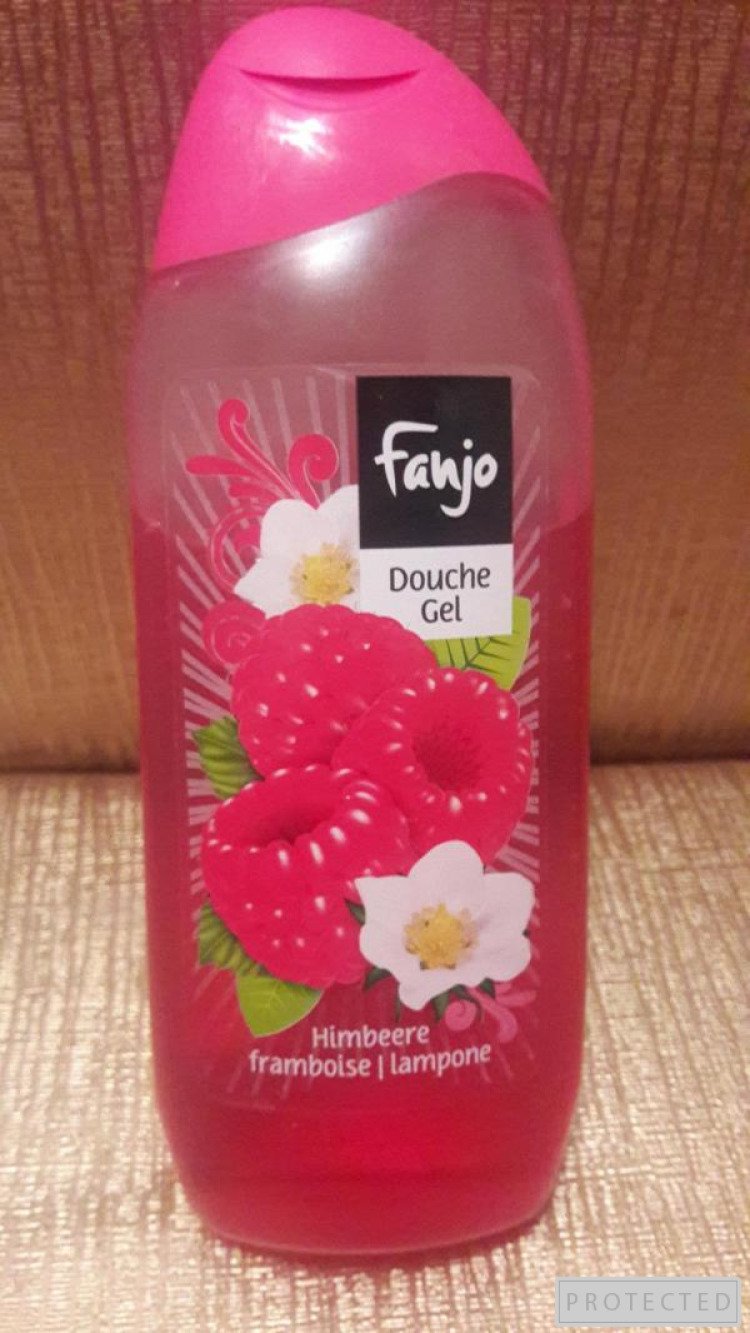 Fanjo
Douche
Gel
Himbeere
framboise | lampone
PROTECTED